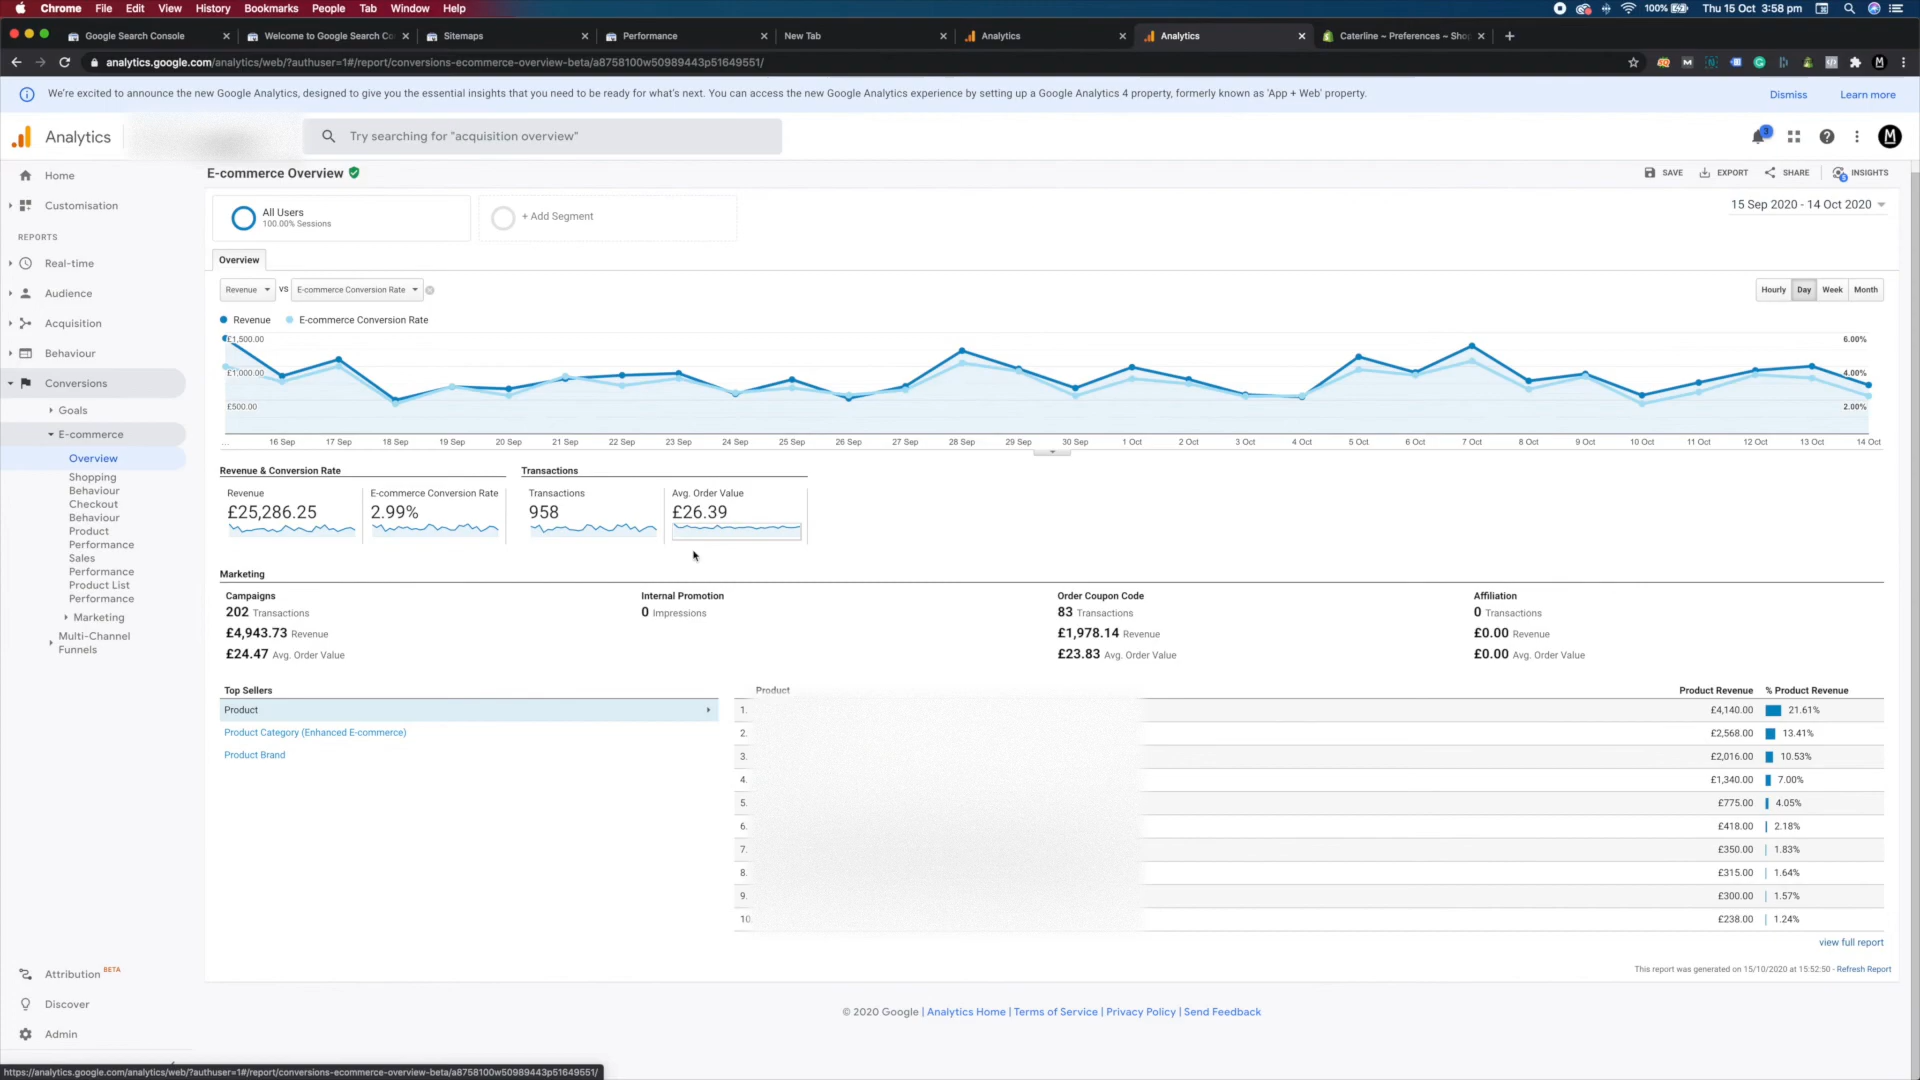 Chrome File Edit View History Bookmarks People Tab Window Help 100% Thu 15 Oct 3:58 pm
Google Search Console Welcome to Google Search Co Sitemaps Performance New Tab Analytics Analytics Caterline ~ Preferences ~ Sho
analytics.google.com/analytics/web/?authuser=1#/report/conversions-ecommerce-overview-beta/a8758100w50989443p51649551/
We're excited to announce the new Google Analytics, designed to give you the essential insights that you need to be ready for what's next. You can access the new Google Analytics experience by setting up a Google Analytics 4 property, formerly known as 'App + Web' property. Dismiss Learn more
Analytics Try searching for "acquisition overview" 3 M
Home
Customisation
REPORTS
Real-time
Audience
Acquisition
Behaviour
Conversions
Goals
E-commerce
Overview
Shopping
Behaviour
Checkout
Behaviour
Product
Performance
Sales
Performance
Product List
Performance
Marketing
Multi-Channel
Funnels
Attribution BETA
Discover
Admin
E-commerce Overview SAVE EXPORT SHARE INSIGHTS
All Users
100.00% Sessions
+ Add Segment
15 Sep 2020 - 14 Oct 2020
Overview
Revenue VS E-commerce Conversion Rate Hourly Day Week Month
Revenue E-commerce Conversion Rate
£1,500.00 6.00%
£1,000.00 4.00%
£500.00 2.00%
... 16 Sep 17 Sep 18 Sep 19 Sep 20 Sep 21 Sep 22 Sep 23 Sep 24 Sep 25 Sep 26 Sep 27 Sep 28 Sep 29 Sep 30 Sep 1 Oct 2 Oct 3 Oct 4 Oct 5 Oct 6 Oct 7 Oct 8 Oct 9 Oct 10 Oct 11 Oct 12 Oct 13 Oct 14 Oct
Revenue & Conversion Rate Transactions
Revenue E-commerce Conversion Rate Transactions Avg. Order Value
£25,286.25 2.99% 958 £26.39
Marketing
Campaigns Internal Promotion Order Coupon Code Affiliation
202 Transactions 0 Impressions 83 Transactions 0 Transactions
£4,943.73 Revenue £1,978.14 Revenue £0.00 Revenue
£24.47 Avg. Order Value £23.83 Avg. Order Value £0.00 Avg. Order Value
Top Sellers Product Product Revenue % Product Revenue
Product 1. £4,140.00 21.61%
Product Category (Enhanced E-commerce) 2. £2,568.00 13.41%
Product Brand 3. £2,016.00 10.53%
4. £1,340.00 7.00%
5. £775.00 4.05%
6. £418.00 2.18%
7. £350.00 1.83%
8. £315.00 1.64%
9. £300.00 1.57%
10 £238.00 1.24%
view full report
This report was generated on 15/10/2020 at 15:52:50 - Refresh Report
© 2020 Google | Analytics Home | Terms of Service | Privacy Policy | Send Feedback
https://analytics.google.com/analytics/web/?authuser=1#/report/conversions-ecommerce-overview-beta/a8758100w50989443p51649551/